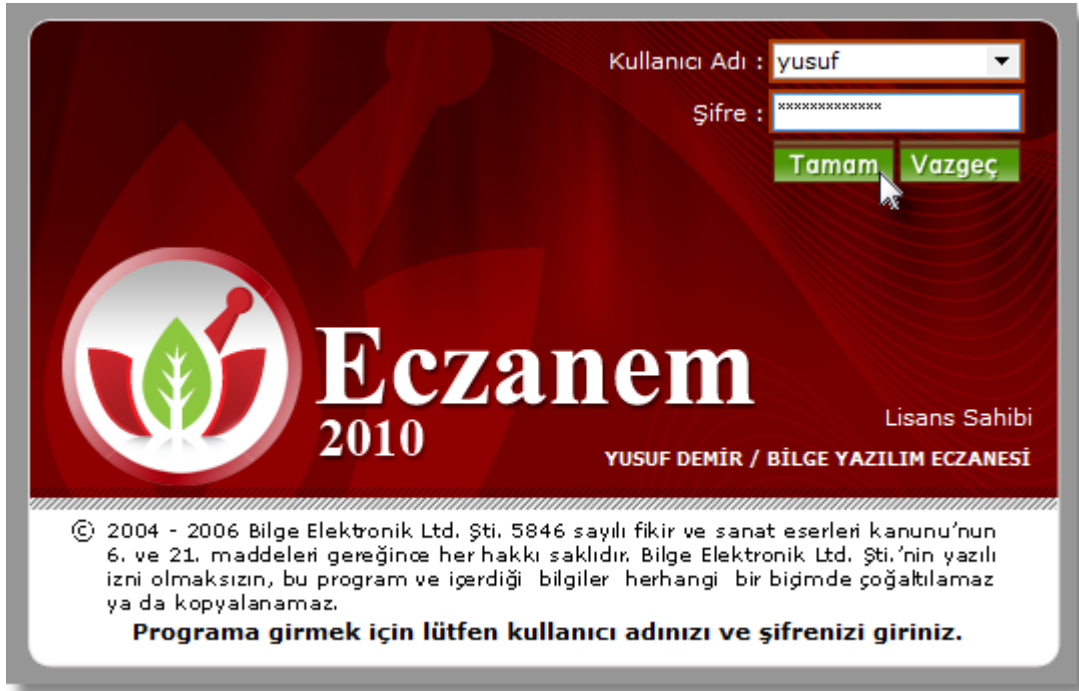 Kullanıcı Adı : yusuf
Şifre : xxxxxxxxxxxxx
Tamam Vazgeç
Eczanem
2010
Lisans Sahibi
YUSUF DEMİR / BİLGE YAZILIM ECZANESİ
© 2004 - 2006 Bilge Elektronik Ltd. Şti. 5846 sayılı fikir ve sanat eserleri kanunu'nun
6. ve 21. maddeleri gereğince her hakkı saklıdır. Bilge Elektronik Ltd. Şti.'nin yazılı
izni olmaksızın, bu program ve içerdiği bilgiler herhangi bir biçimde çoğaltılamaz
ya da kopyalanamaz.
Programa girmek için lütfen kullanıcı adınızı ve şifrenizi giriniz.